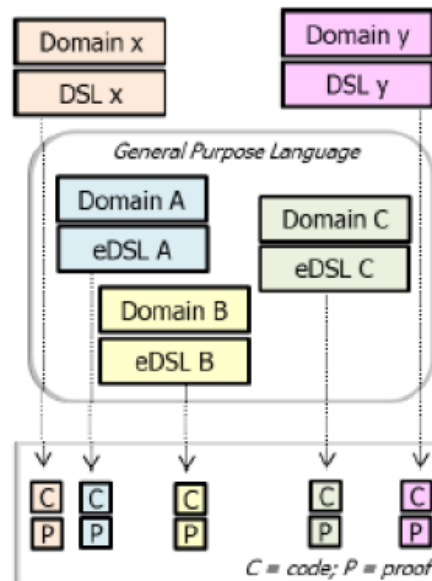 Domain x
DSL x
Domain y
DSL y
General Purpose Language
Domain A
eDSL A
Domain C
eDSL C
Domain B
eDSL B
C C C C C
P P P P P
C = code; P = proof